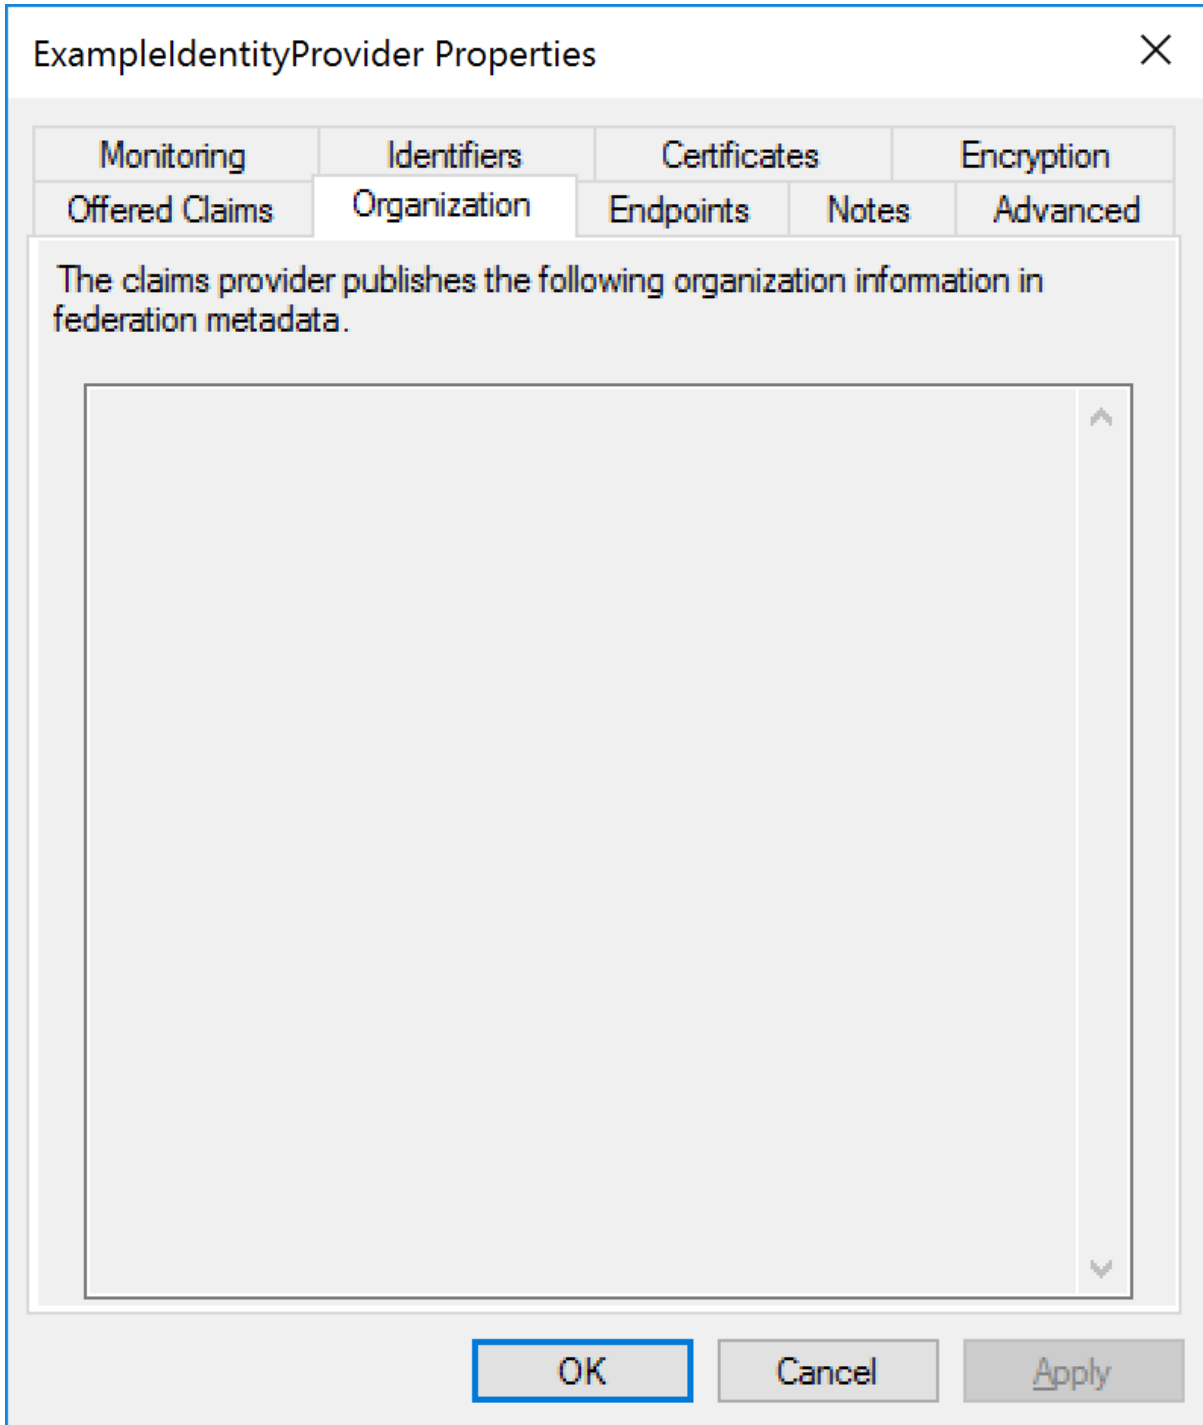 ExampleIdentityProvider Properties
Monitoring Identifiers Certificates Encryption
Offered Claims Organization Endpoints Notes Advanced
The claims provider publishes the following organization information in
federation metadata.
OK Cancel Apply